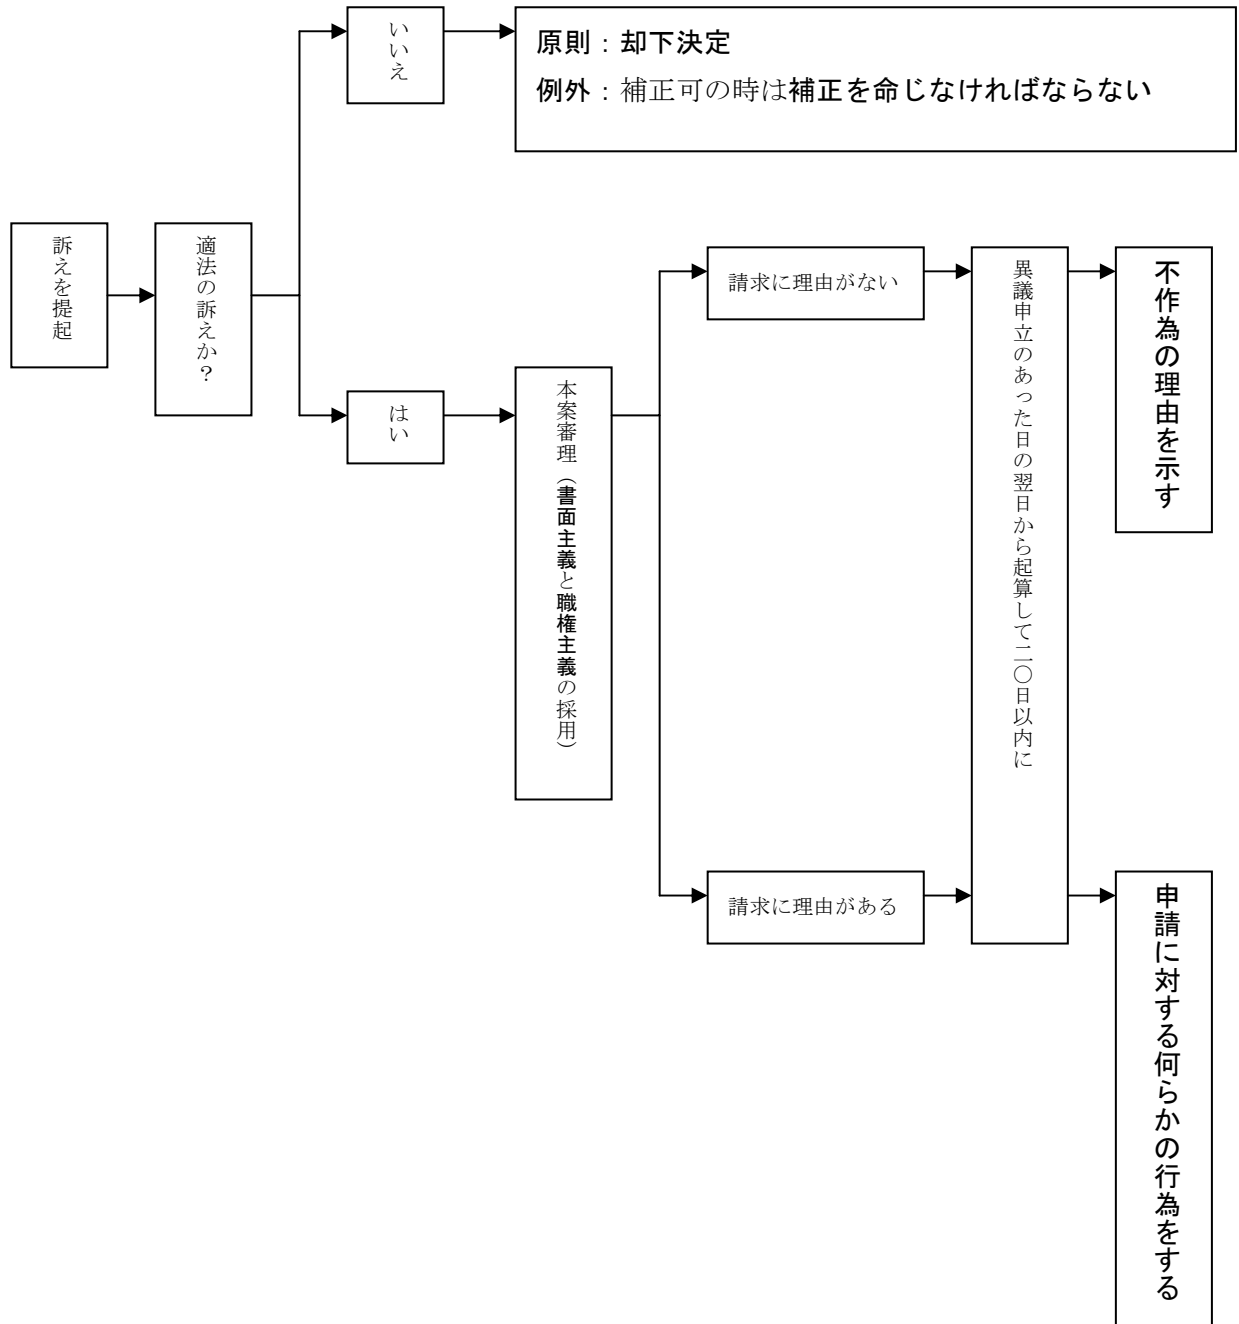 いいえ
原則：却下決定
例外：補正可の時は補正を命じなければならない
訴えを提起
適法の訴えか？
はい
本案審理（書面主義と職権主義の採用）
請求に理由がない
請求に理由がある
異議申立のあった日の翌日から起算して二〇日以内に
不作為の理由を示す
申請に対する何らかの行為をする